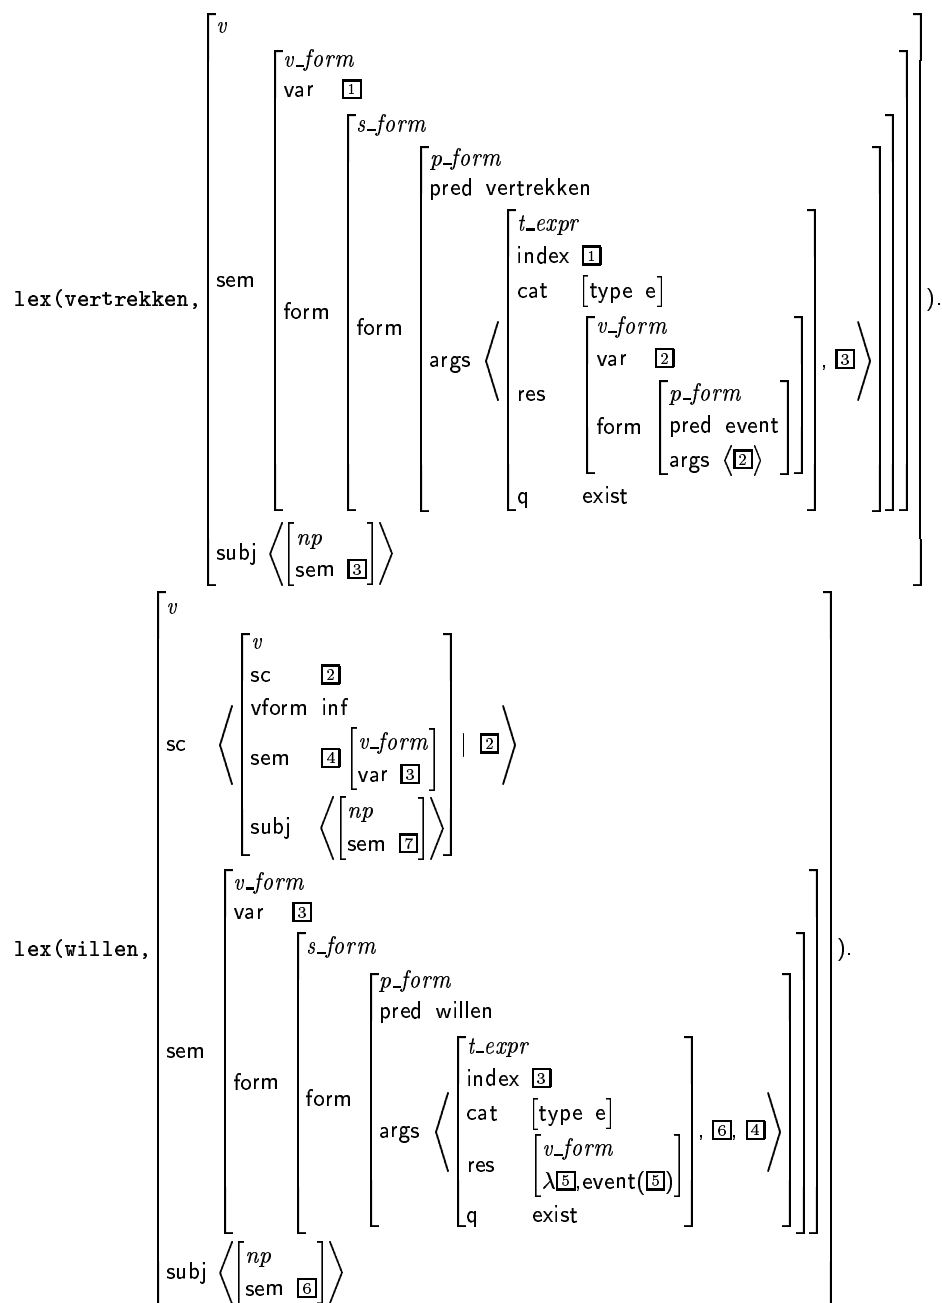 v
v_form
var 1
s_form
p_form
pred vertrekken
t_expr
index 1
cat [type e]
v_form
var 2
p_form
form pred event
args ⟨2⟩
res
q exist
args ⟨ , 3⟩
form
form
sem
lex(vertrekken, ).
subj ⟨[np
sem 3]⟩
v
v
sc 2
vform inf
sem 4 [v_form
var 3]
subj ⟨[np
sem 7]⟩
sc ⟨ | 2⟩
v_form
var 3
s_form
p_form
pred willen
t_expr
index 3
cat [type e]
res [v_form
λ5,event(5)]
q exist
args ⟨ , 6, 4⟩
form
form
sem
lex(willen, ).
subj ⟨[np
sem 6]⟩